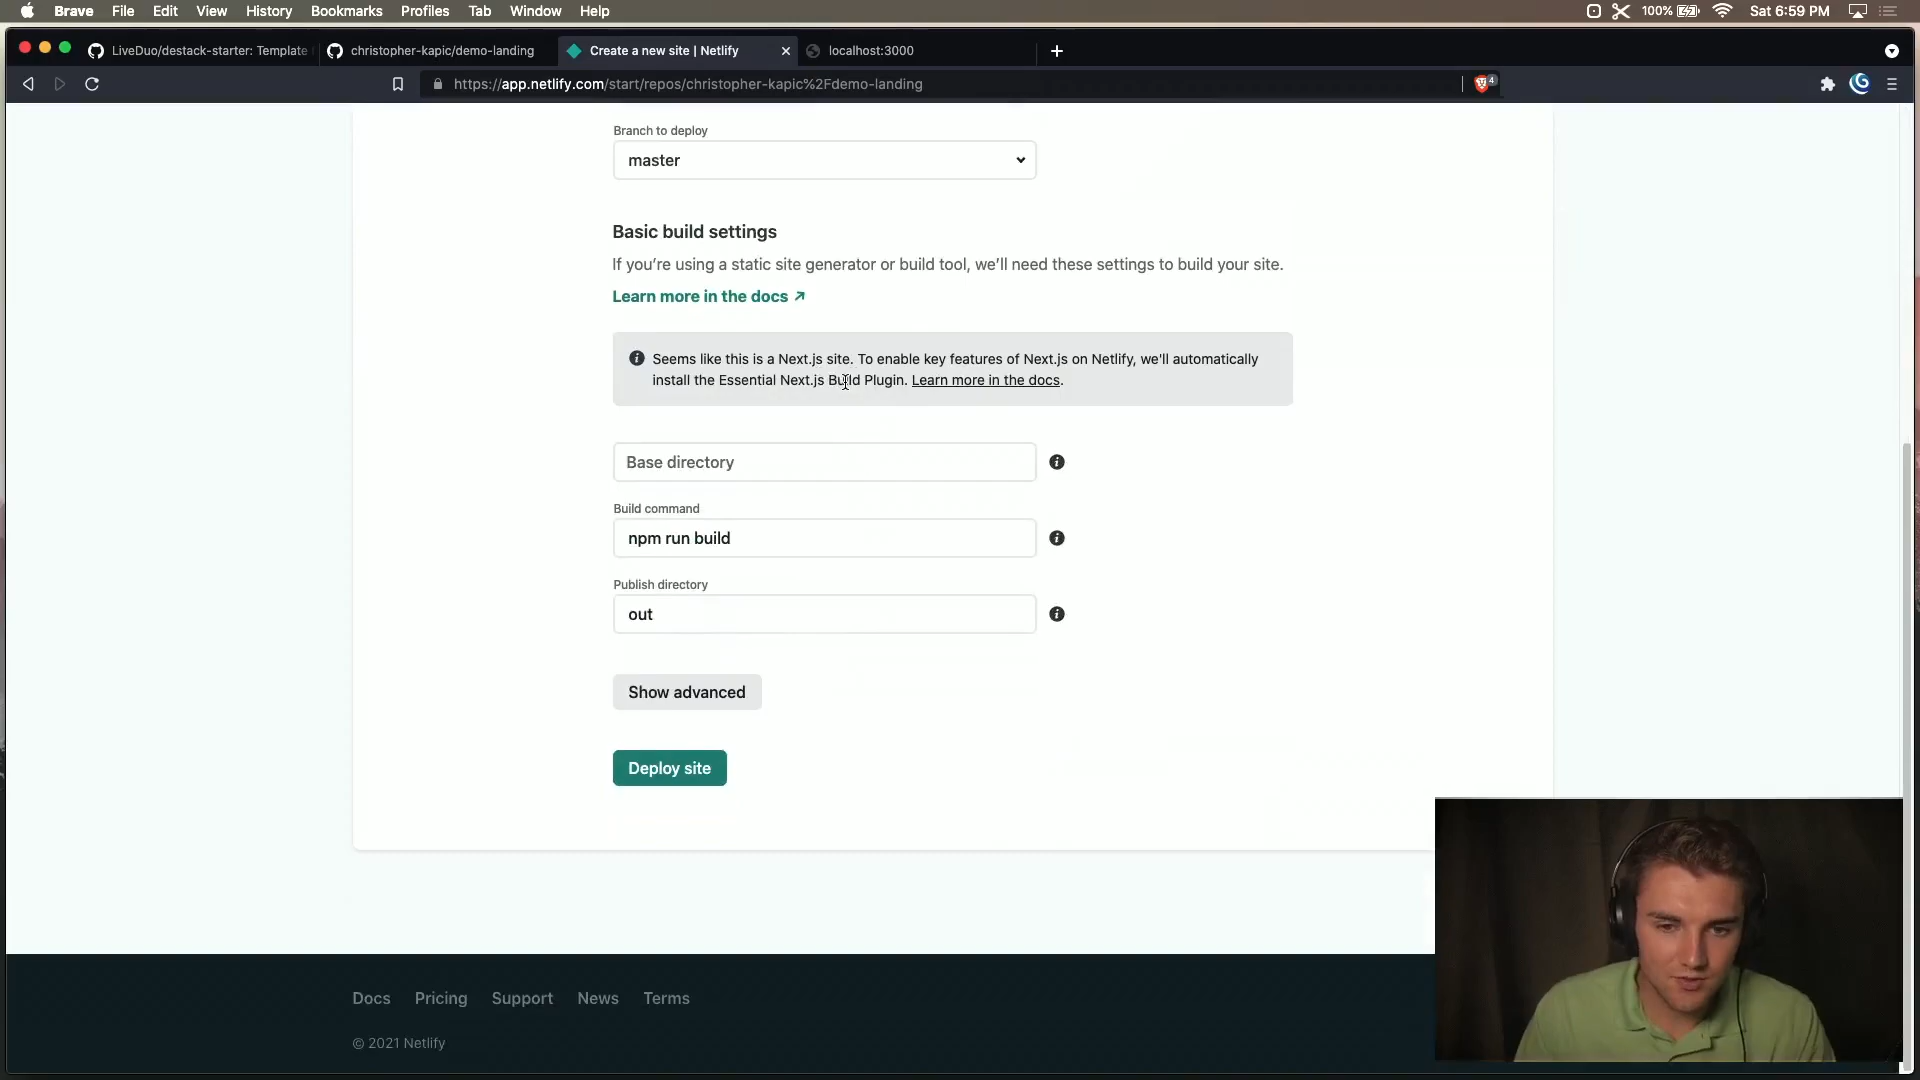 Brave File Edit View History Bookmarks Profiles Tab Window Help
100% Sat 6:59 PM
LiveDuo/destack-starter: Template
christopher-kapic/demo-landing
Create a new site | Netlify
localhost:3000
https://app.netlify.com/start/repos/christopher-kapic%2Fdemo-landing
4
Branch to deploy
master
Basic build settings
If you're using a static site generator or build tool, we'll need these settings to build your site.
Learn more in the docs ↗
Seems like this is a Next.js site. To enable key features of Next.js on Netlify, we'll automatically
install the Essential Next.js Build Plugin. Learn more in the docs.
Base directory
Build command
npm run build
Publish directory
out
Show advanced
Deploy site
Docs Pricing Support News Terms
© 2021 Netlify